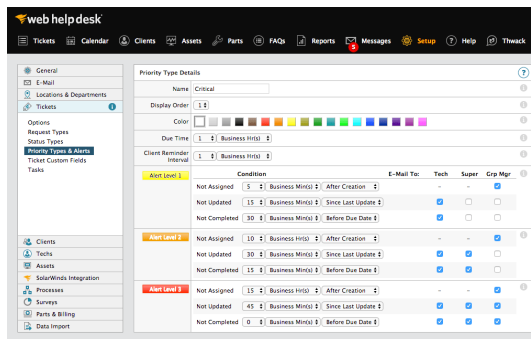 web help desk
Tickets Calendar Clients Assets Parts FAQs Reports Messages Setup Help Thwack
5
General
E-Mail
Locations & Departments
Tickets
Options
Request Types
Status Types
Priority Types & Alerts
Ticket Custom Fields
Tasks
Clients
Techs
Assets
SolarWinds Integration
Processes
Surveys
Parts & Billing
Data Import
Priority Type Details
Name Critical
Display Order 1
Color
Due Time 1 Business Hr(s)
Client Reminder
Interval 1 Business Hr(s)
Alert Level 1 Condition E-Mail To: Tech Super Grp Mgr
Not Assigned 5 Business Min(s) After Creation - -
Not Updated 15 Business Min(s) Since Last Update
Not Completed 30 Business Min(s) Before Due Date
Alert Level 2 Not Assigned 10 Business Hr(s) After Creation - -
Not Updated 30 Business Min(s) Since Last Update
Not Completed 15 Business Min(s) Before Due Date
Alert Level 3 Not Assigned 15 Business Min(s) After Creation - -
Not Updated 45 Business Min(s) Since Last Update
Not Completed 0 Business Min(s) Before Due Date